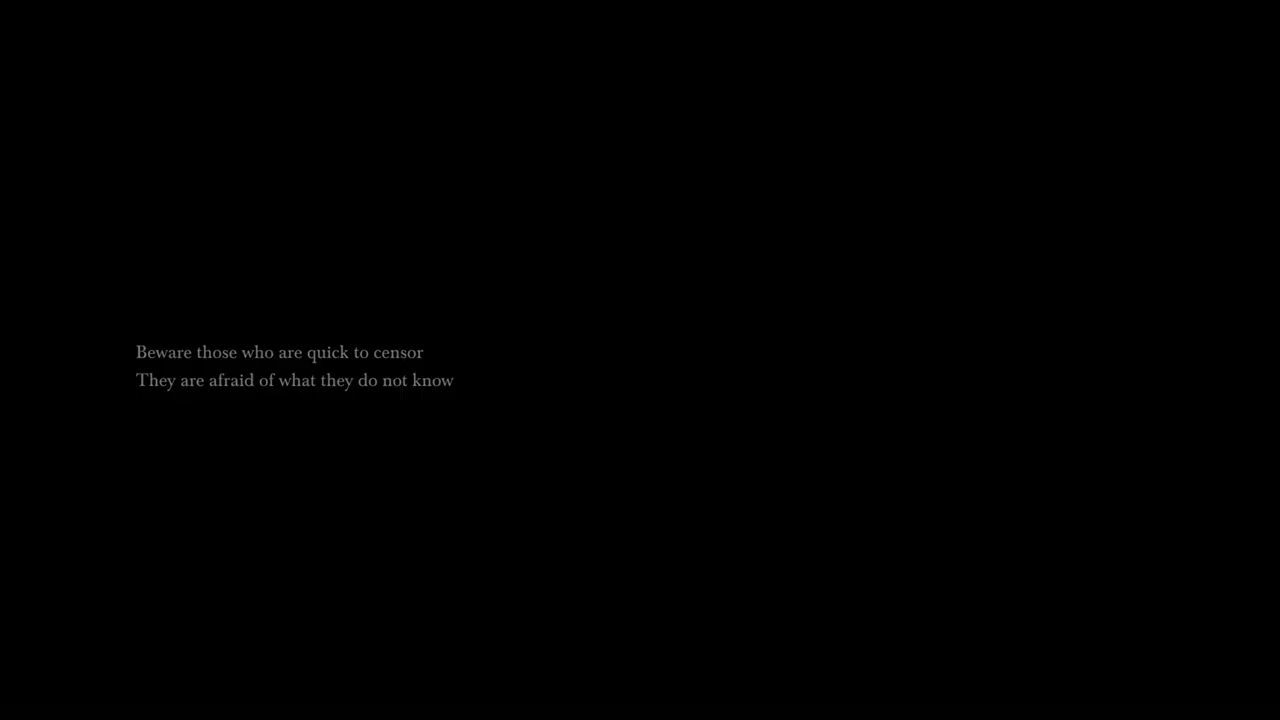 Beware those who are quick to censor
They are afraid of what they do not know